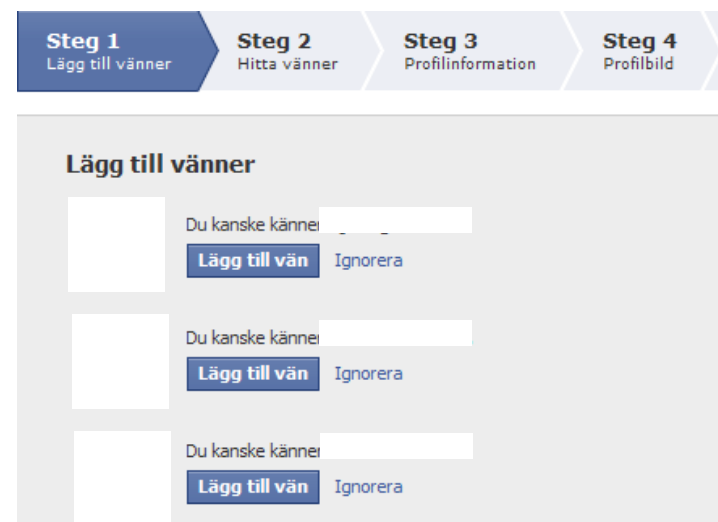 Steg 1
Lägg till vänner
Steg 2
Hitta vänner
Steg 3
Profilinformation
Steg 4
Profilbild
Lägg till vänner
Du kanske känner
Lägg till vän Ignorera
Du kanske känner
Lägg till vän Ignorera
Du kanske känner
Lägg till vän Ignorera